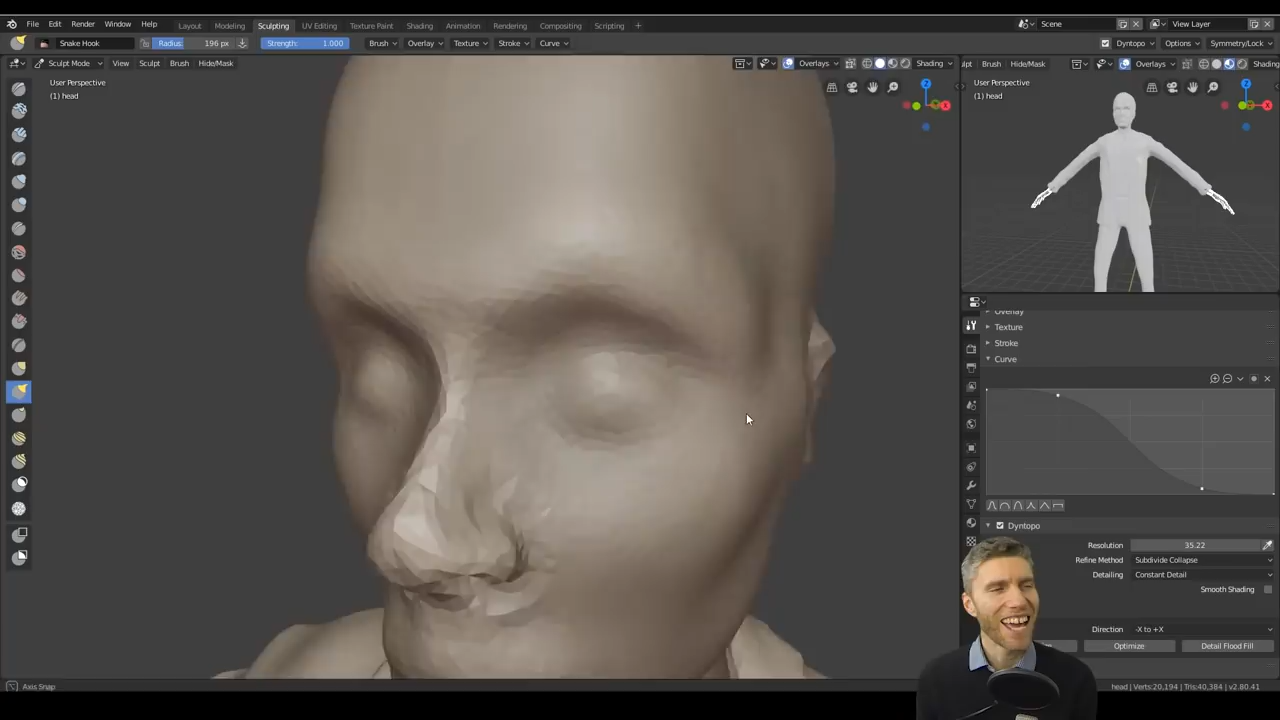 File Edit Render Window Help Layout Modeling Sculpting UV Editing Texture Paint Shading Animation Rendering Compositing Scripting + Scene View Layer
Snake Hook Radius 196 px Strength: 1.000 Brush Overlay Texture Stroke Curve Dyntopo Options Symmetry/Lock
Sculpt Mode View Sculpt Brush Hide/Mask Overlays Shading
lpt Brush Hide/Mask Overlays Shading
User Perspective
(1) head
User Perspective
(1) head
Z
X
Z
X
Overlay
Texture
Stroke
Curve
Dyntopo
Resolution 35.22
Refine Method Subdivide Collapse
Detailing Constant Detail
Smooth Shading
Direction -X to +X
Optimize Detail Flood Fill
Axis Snap
head | Verts:20,194 | Tris:40,384 | v2.80.41